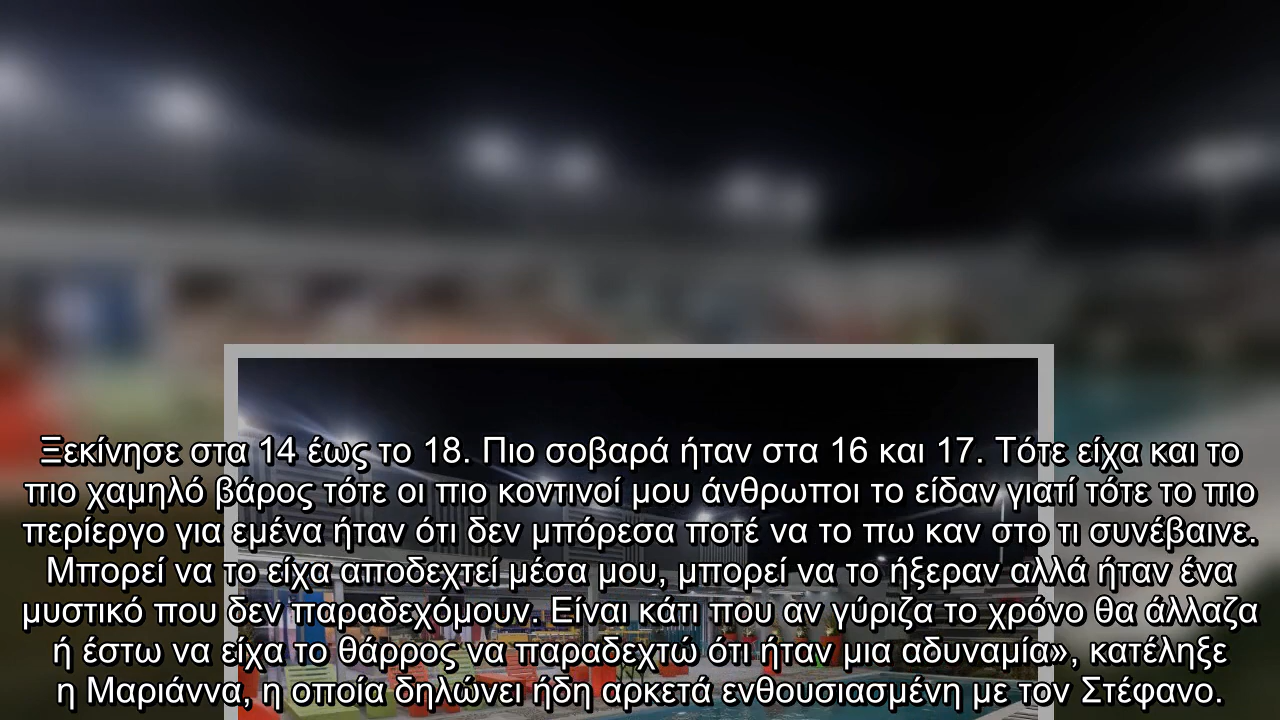 Ξεκίνησε στα 14 έως το 18. Πιο σοβαρά ήταν στα 16 και 17. Τότε είχα και το
πιο χαμηλό βάρος τότε οι πιο κοντινοί μου άνθρωποι το είδαν γιατί τότε το πιο
περίεργο για εμένα ήταν ότι δεν μπόρεσα ποτέ να το πω καν στο τι συνέβαινε.
Μπορεί να το είχα αποδεχτεί μέσα μου, μπορεί να το ήξεραν αλλά ήταν ένα
μυστικό που δεν παραδεχόμουν. Είναι κάτι που αν γύριζα το χρόνο θα άλλαζα
ή έστω να είχα το θάρρος να παραδεχτώ ότι ήταν μια αδυναμία», κατέληξε
η Μαριάννα, η οποία δηλώνει ήδη αρκετά ενθουσιασμένη με τον Στέφανο.